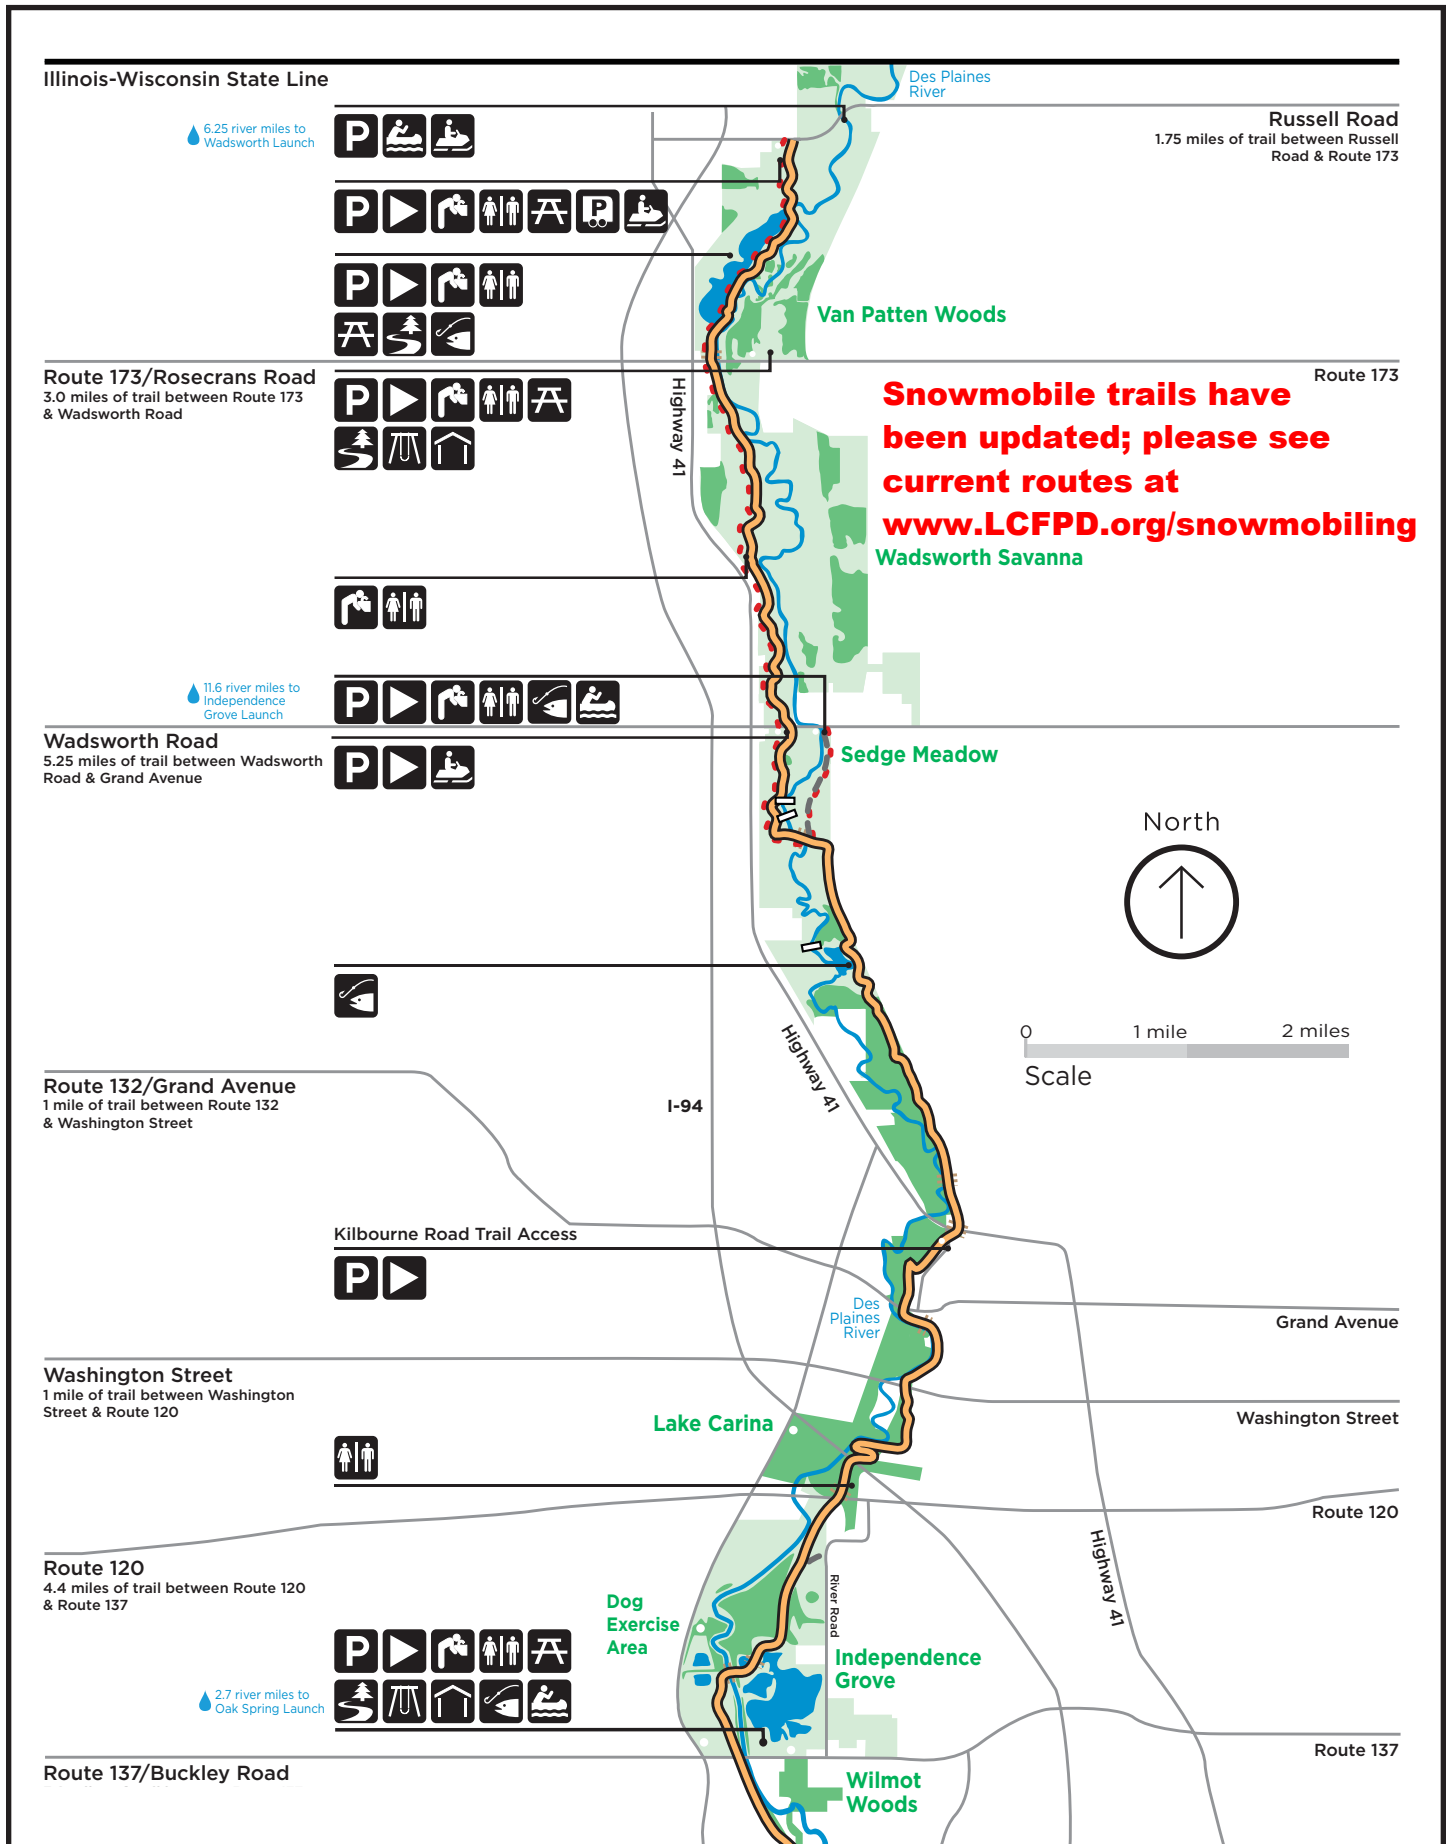 Illinois-Wisconsin State Line
Des Plaines
River
6.25 river miles to
Wadsworth Launch
P
Russell Road
1.75 miles of trail between Russell
Road & Route 173
P
P
P
Van Patten Woods
Route 173/Rosecrans Road
3.0 miles of trail between Route 173
& Wadsworth Road
P
Highway 41
Route 173
Snowmobile trails have
been updated; please see
current routes at
www.LCFPD.org/snowmobiling
Wadsworth Savanna
11.6 river miles to
Independence
Grove Launch
P
Wadsworth Road
5.25 miles of trail between Wadsworth
Road & Grand Avenue
P
Sedge Meadow
North
0 1 mile 2 miles
Scale
Highway 41
Route 132/Grand Avenue
1 mile of trail between Route 132
& Washington Street
I-94
Kilbourne Road Trail Access
P
Des
Plaines
River
Grand Avenue
Washington Street
1 mile of trail between Washington
Street & Route 120
Lake Carina
Washington Street
Route 120
Route 120
4.4 miles of trail between Route 120
& Route 137
Highway 41
River Road
Dog
Exercise
Area
P
Independence
Grove
2.7 river miles to
Oak Spring Launch
Route 137
Route 137/Buckley Road
Wilmot
Woods